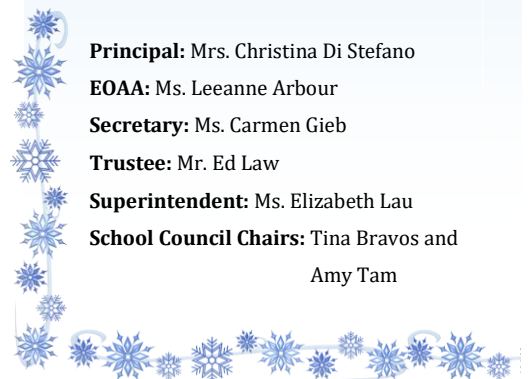 Principal: Mrs. Christina Di Stefano
EOAA: Ms. Leeanne Arbour
Secretary: Ms. Carmen Gieb
Trustee: Mr. Ed Law
Superintendent: Ms. Elizabeth Lau
School Council Chairs: Tina Bravos and
Amy Tam